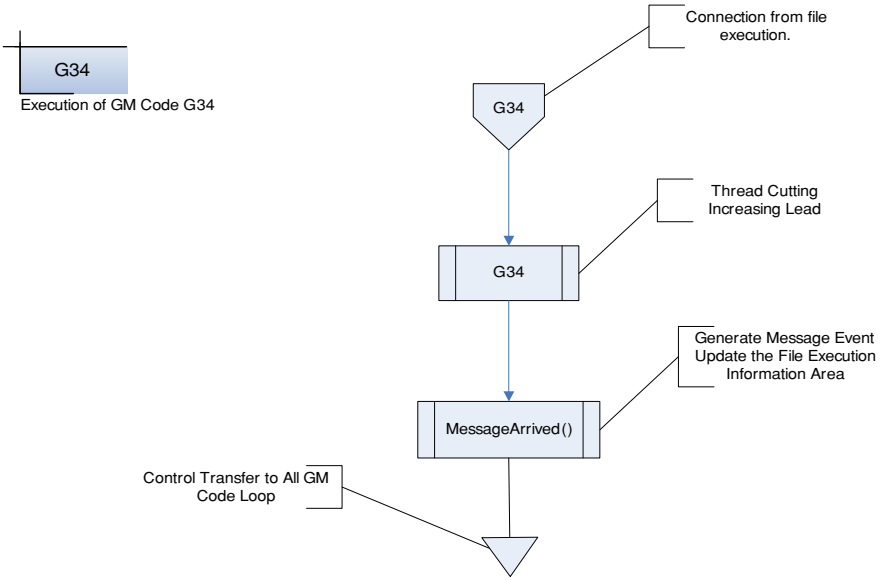 G34
Execution of GM Code G34
Connection from file
execution.
G34
Thread Cutting
Increasing Lead
G34
Generate Message Event
Update the File Execution
Information Area
MessageArrived()
Control Transfer to All GM
Code Loop